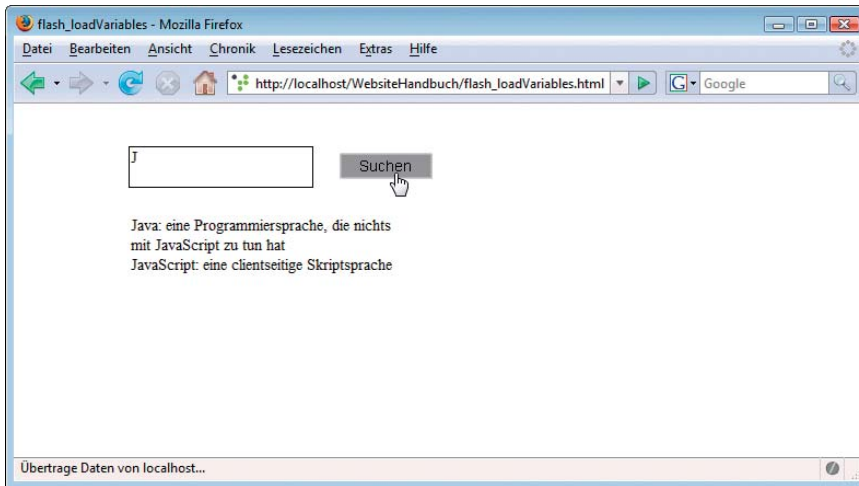 flash_loadVariables - Mozilla Firefox
Datei Bearbeiten Ansicht Chronik Lesezeichen Extras Hilfe
http://localhost/WebsiteHandbuch/flash_loadVariables.html G Google
J
Suchen
Java: eine Programmiersprache, die nichts
mit JavaScript zu tun hat
JavaScript: eine clientseitige Skriptsprache
Übertrage Daten von localhost...